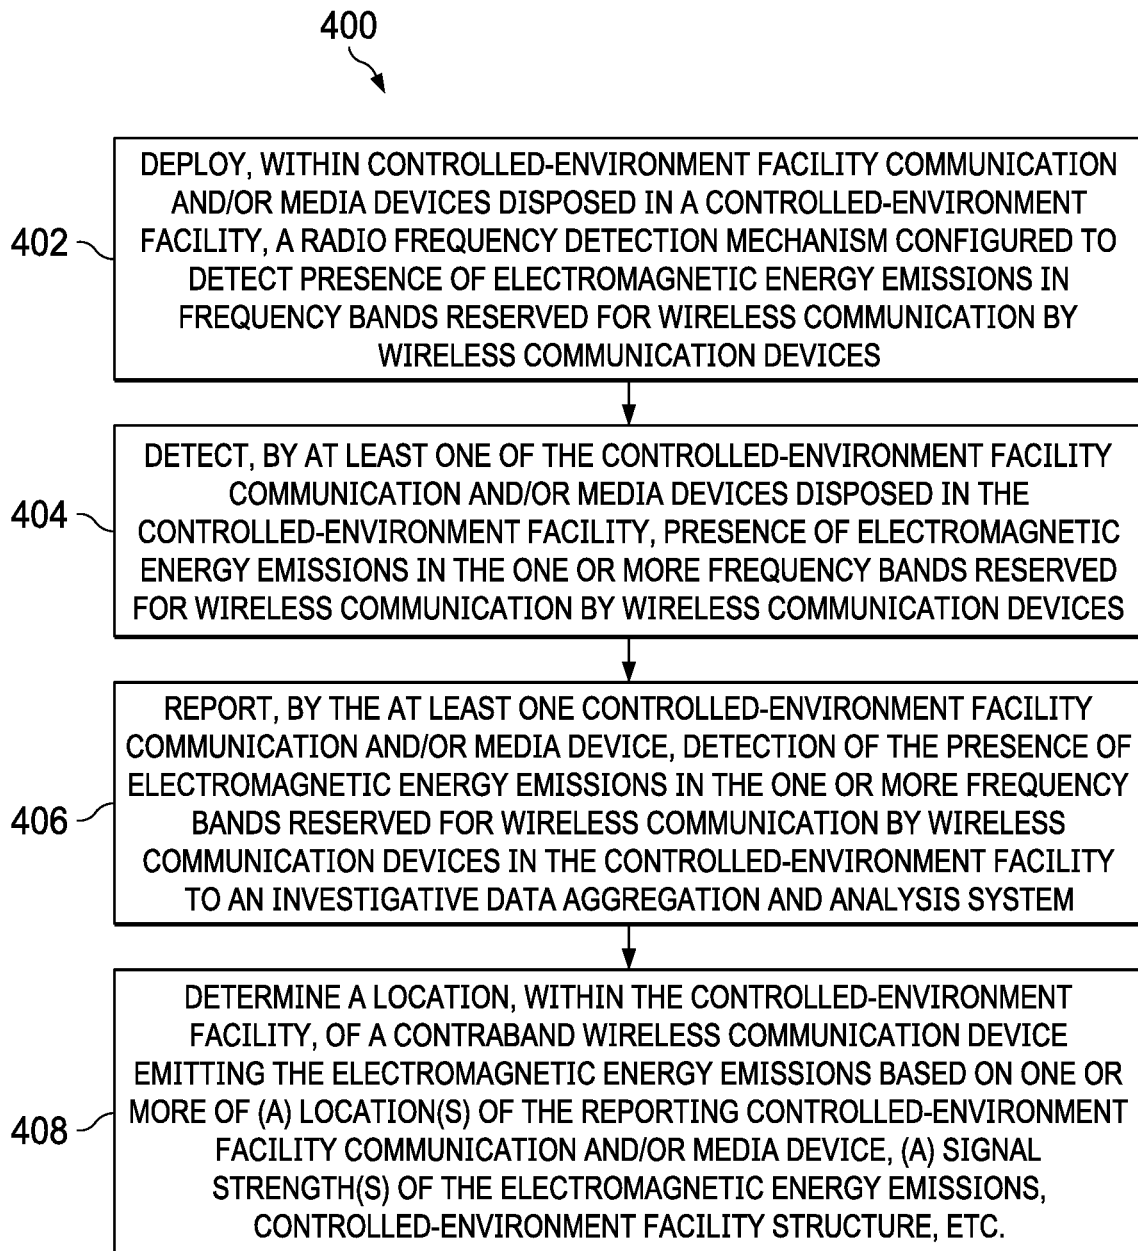 400
402
DEPLOY, WITHIN CONTROLLED-ENVIRONMENT FACILITY COMMUNICATION
AND/OR MEDIA DEVICES DISPOSED IN A CONTROLLED-ENVIRONMENT
FACILITY, A RADIO FREQUENCY DETECTION MECHANISM CONFIGURED TO
DETECT PRESENCE OF ELECTROMAGNETIC ENERGY EMISSIONS IN
FREQUENCY BANDS RESERVED FOR WIRELESS COMMUNICATION BY
WIRELESS COMMUNICATION DEVICES
404
DETECT, BY AT LEAST ONE OF THE CONTROLLED-ENVIRONMENT FACILITY
COMMUNICATION AND/OR MEDIA DEVICES DISPOSED IN THE
CONTROLLED-ENVIRONMENT FACILITY, PRESENCE OF ELECTROMAGNETIC
ENERGY EMISSIONS IN THE ONE OR MORE FREQUENCY BANDS RESERVED
FOR WIRELESS COMMUNICATION BY WIRELESS COMMUNICATION DEVICES
406
REPORT, BY THE AT LEAST ONE CONTROLLED-ENVIRONMENT FACILITY
COMMUNICATION AND/OR MEDIA DEVICE, DETECTION OF THE PRESENCE OF
ELECTROMAGNETIC ENERGY EMISSIONS IN THE ONE OR MORE FREQUENCY
BANDS RESERVED FOR WIRELESS COMMUNICATION BY WIRELESS
COMMUNICATION DEVICES IN THE CONTROLLED-ENVIRONMENT FACILITY
TO AN INVESTIGATIVE DATA AGGREGATION AND ANALYSIS SYSTEM
408
DETERMINE A LOCATION, WITHIN THE CONTROLLED-ENVIRONMENT
FACILITY, OF A CONTRABAND WIRELESS COMMUNICATION DEVICE
EMITTING THE ELECTROMAGNETIC ENERGY EMISSIONS BASED ON ONE OR
MORE OF (A) LOCATION(S) OF THE REPORTING CONTROLLED-ENVIRONMENT
FACILITY COMMUNICATION AND/OR MEDIA DEVICE, (A) SIGNAL
STRENGTH(S) OF THE ELECTROMAGNETIC ENERGY EMISSIONS,
CONTROLLED-ENVIRONMENT FACILITY STRUCTURE, ETC.